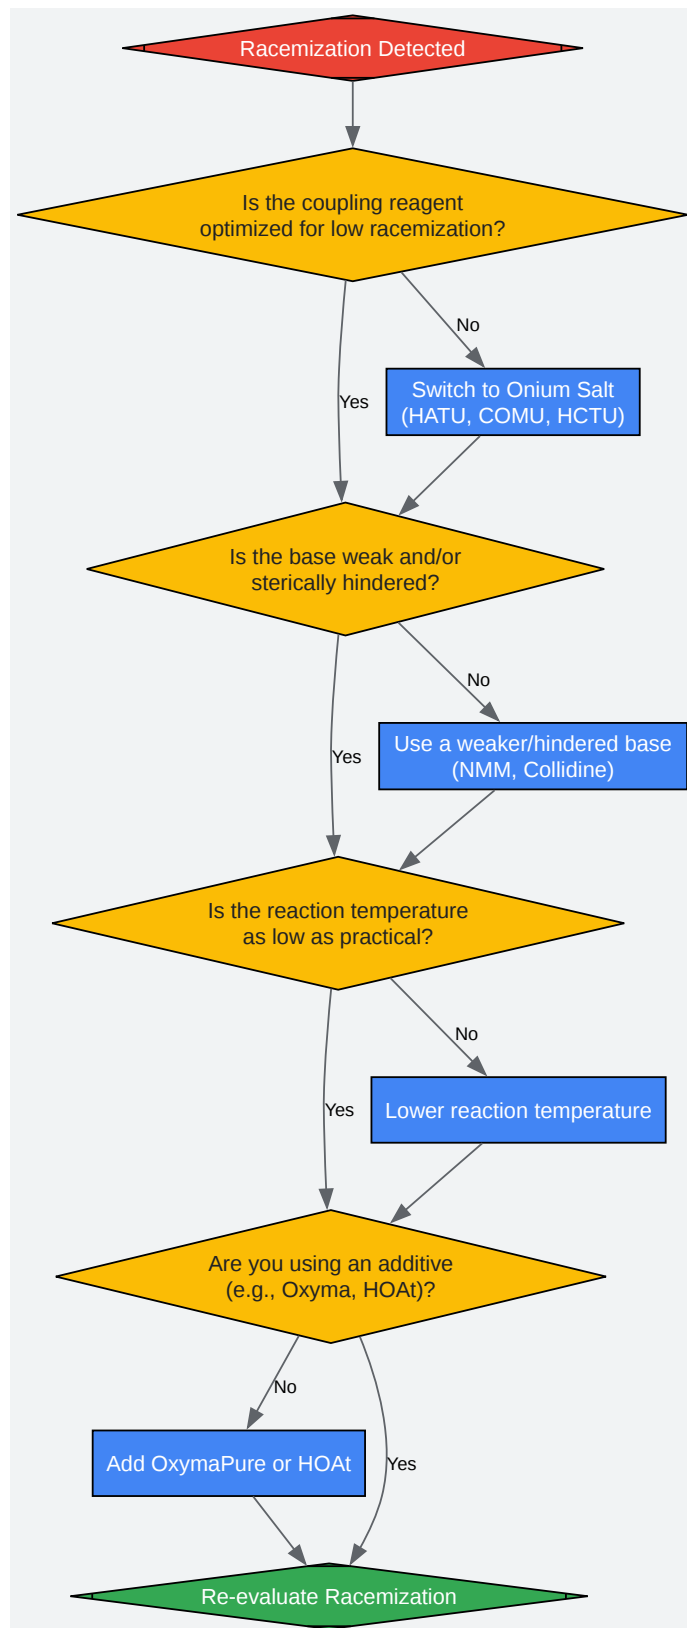 Racemization Detected
Is the coupling reagent
optimized for low racemization?
No
Switch to Onium Salt
(HATU, COMU, HCTU)
Yes
Is the base weak and/or
sterically hindered?
No
Use a weaker/hindered base
(NMM, Collidine)
Yes
Is the reaction temperature
as low as practical?
No
Lower reaction temperature
Yes
Are you using an additive
(e.g., Oxyma, HOAt)?
No
Add OxymaPure or HOAt
Yes
Re-evaluate Racemization